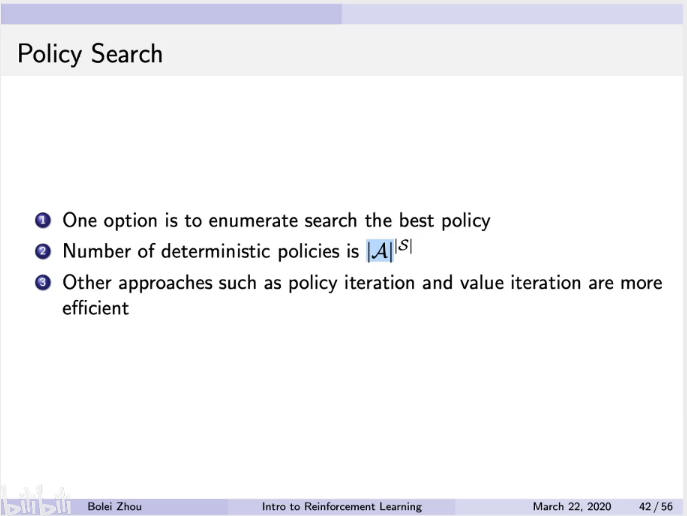 Policy Search
1 One option is to enumerate search the best policy
2 Number of deterministic policies is |𝒜|^|𝒮|
3 Other approaches such as policy iteration and value iteration are more
efficient
bilibili
Bolei Zhou
Intro to Reinforcement Learning
March 22, 2020
42 / 56